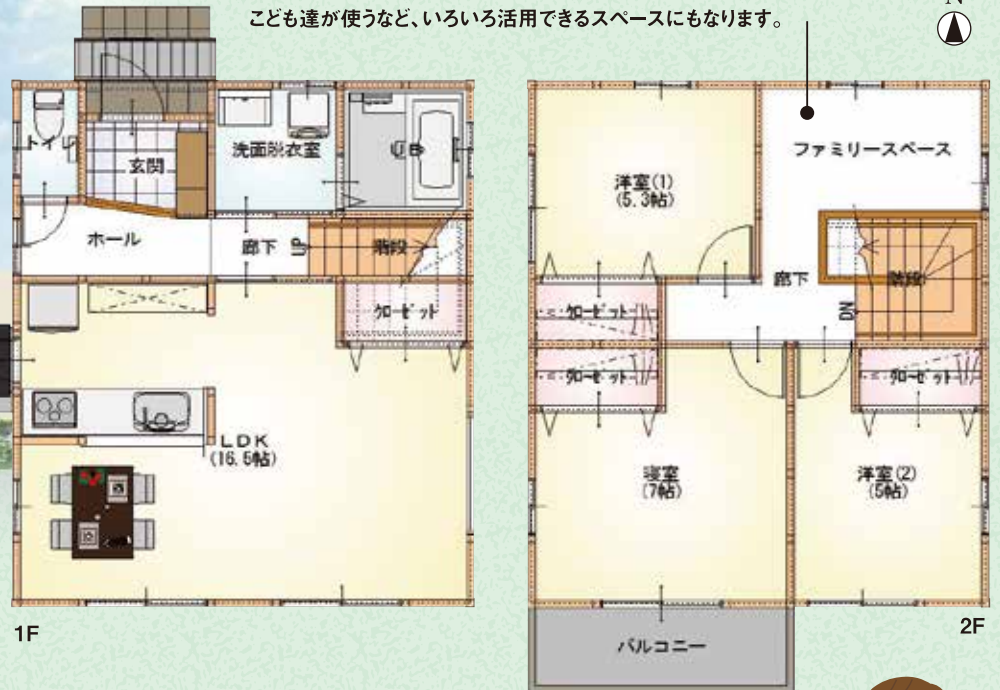 こども達が使うなど、いろいろ活用できるスペースにもなります。
N
トイレ
玄関
洗面脱衣室
UB
ホール
廊下
UP
階段
クローゼット
LDK
(16.5帖)
1F
洋室(1)
(5.3帖)
ファミリースペース
廊下
階段
DN
クローゼット
クローゼット
クローゼット
寝室
(7帖)
洋室(2)
(5帖)
バルコニー
2F